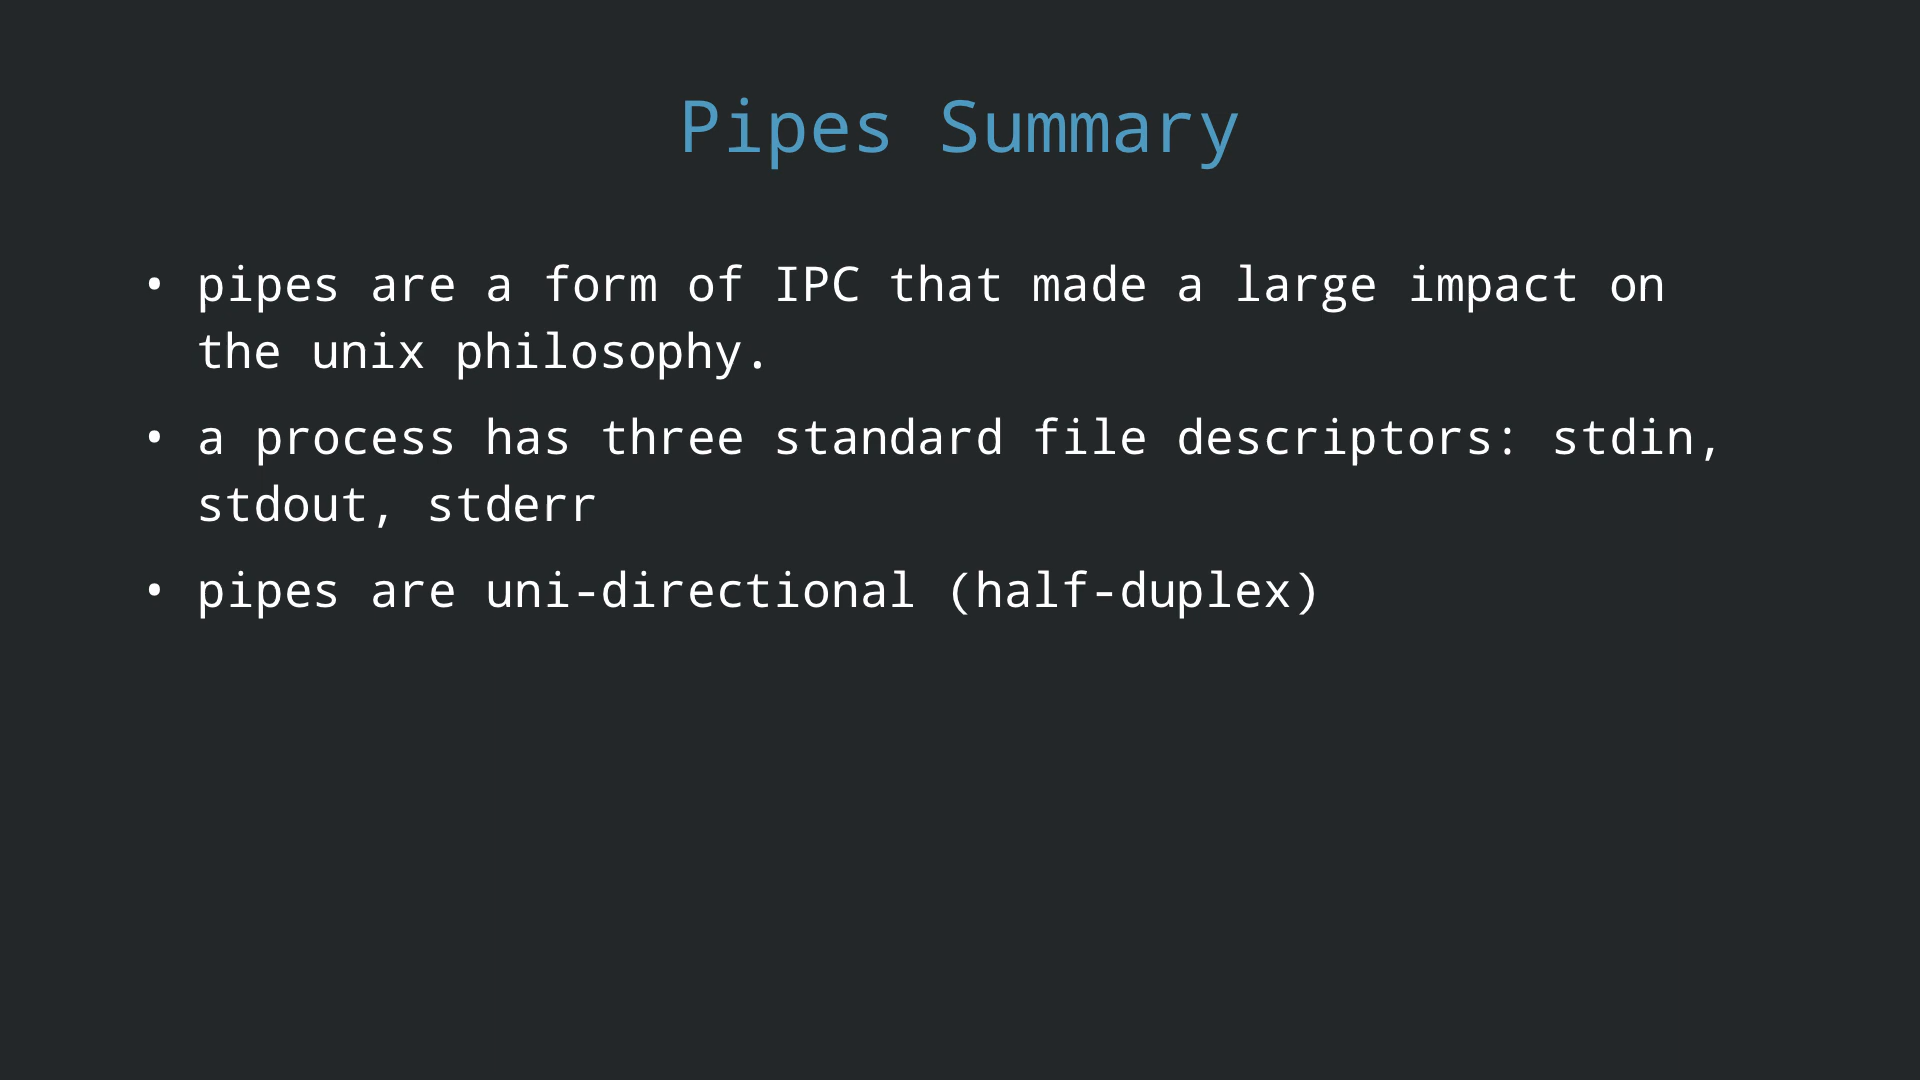 Pipes Summary
• pipes are a form of IPC that made a large impact on
the unix philosophy.
• a process has three standard file descriptors: stdin,
stdout, stderr
• pipes are uni-directional (half-duplex)